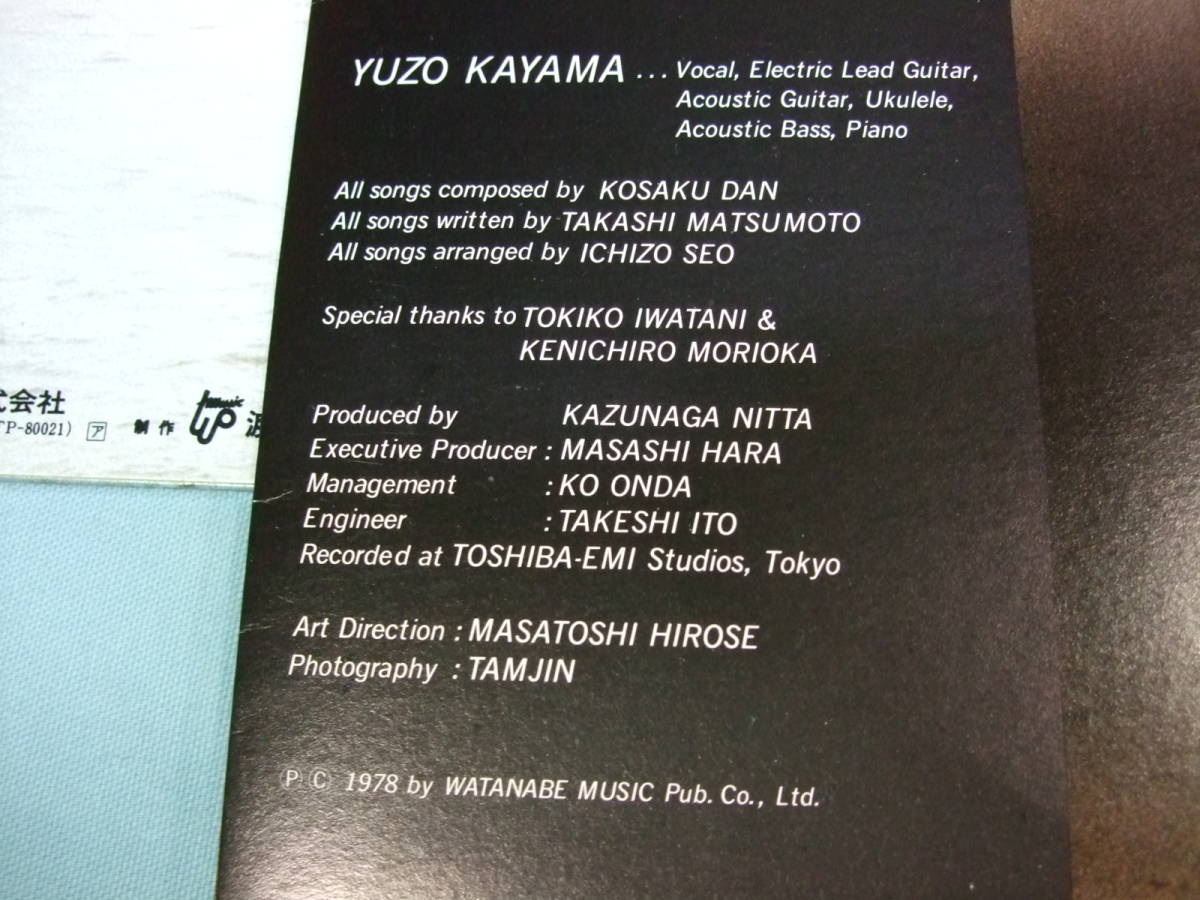 YUZO KAYAMA ... Vocal, Electric Lead Guitar,
Acoustic Guitar, Ukulele,
Acoustic Bass, Piano
All songs composed by KOSAKU DAN
All songs written by TAKASHI MATSUMOTO
All songs arranged by ICHIZO SEO
Special thanks to TOKIKO IWATANI &
KENICHIRO MORIOKA
Produced by KAZUNAGA NITTA
Executive Producer : MASASHI HARA
Management : KO ONDA
Engineer : TAKESHI ITO
Recorded at TOSHIBA-EMI Studios, Tokyo
Art Direction : MASATOSHI HIROSE
Photography : TAMJIN
Ⓟ Ⓒ 1978 by WATANABE MUSIC Pub. Co., Ltd.
式会社
TP-80021) ア 制作 music 渡